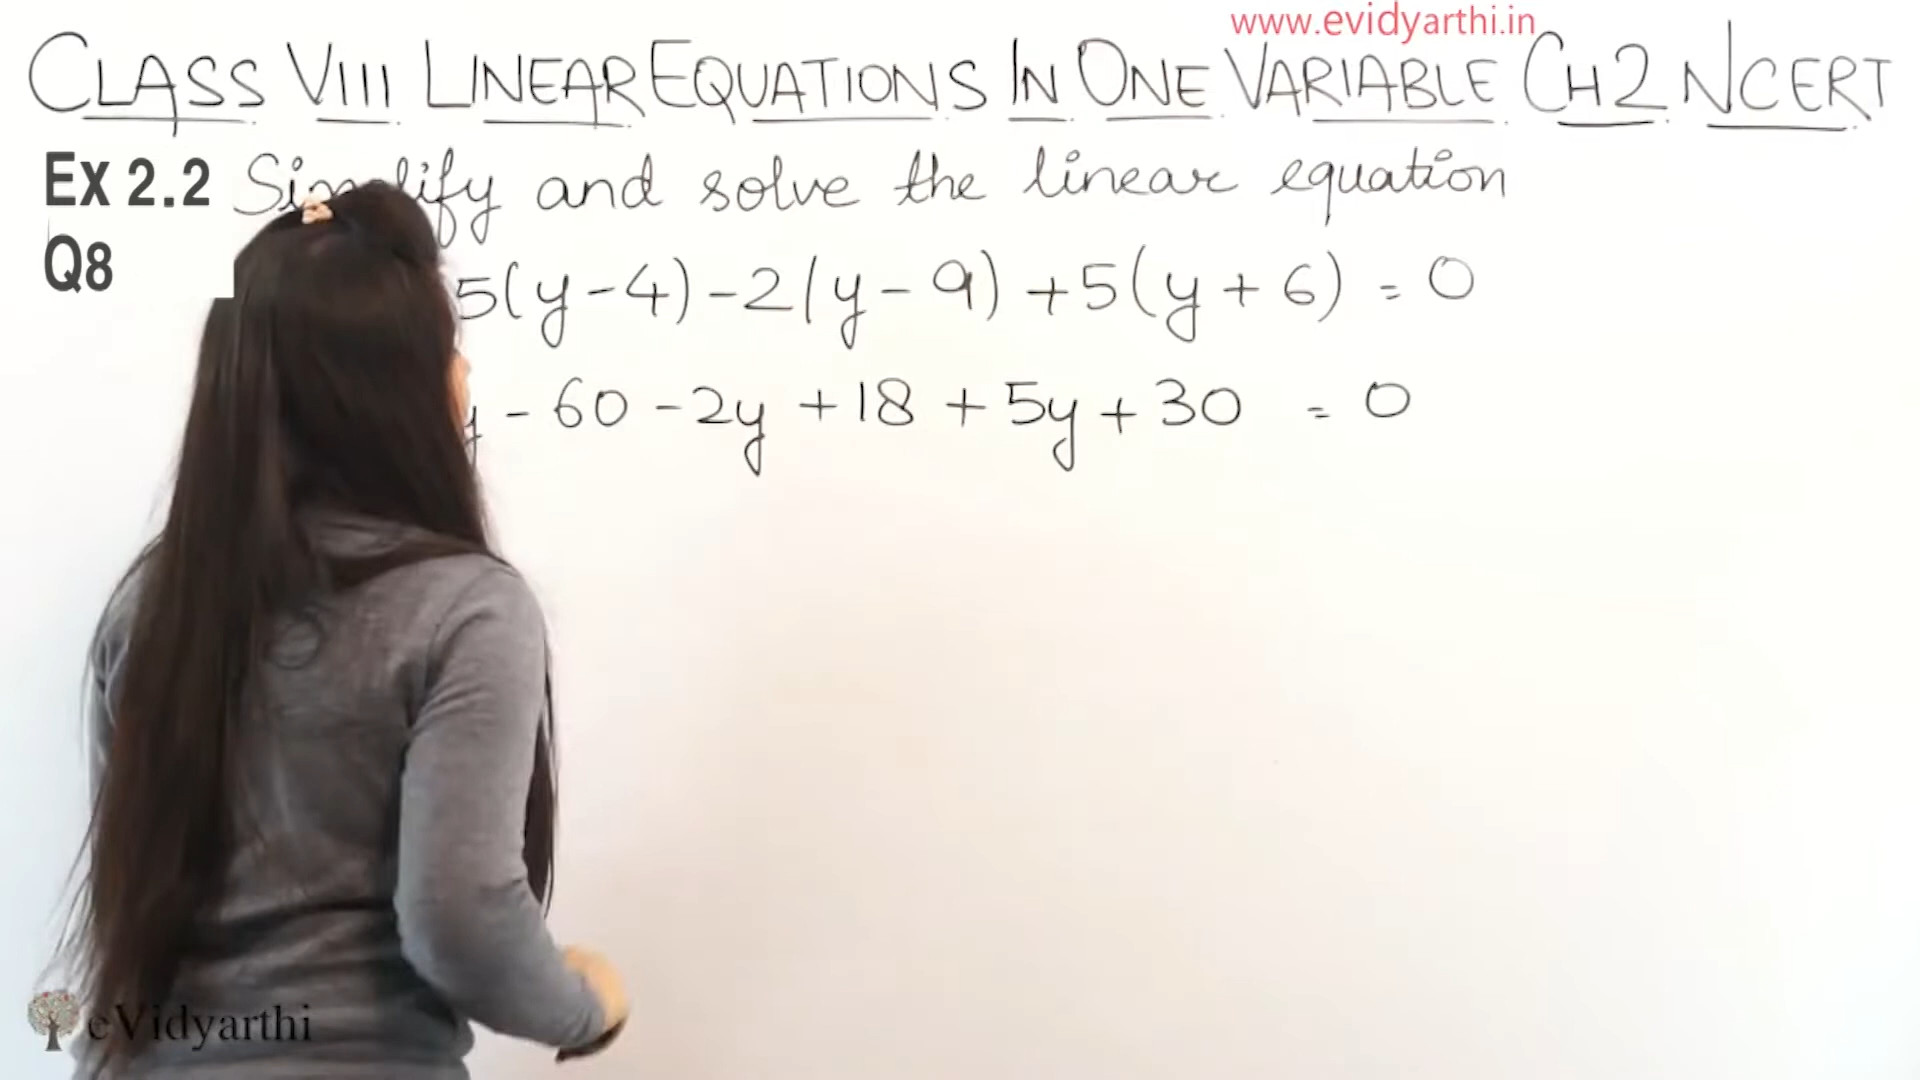 www.evidyarthi.in
CLASS VIII LINEAR EQUATIONS IN ONE VARIABLE CH2 NCERT
Ex 2.2 Simplify and solve the linear equation
Q8
5(y-4)-2(y-9)+5(y+6)=0
y-60-2y+18+5y+30=0
eVidyarthi